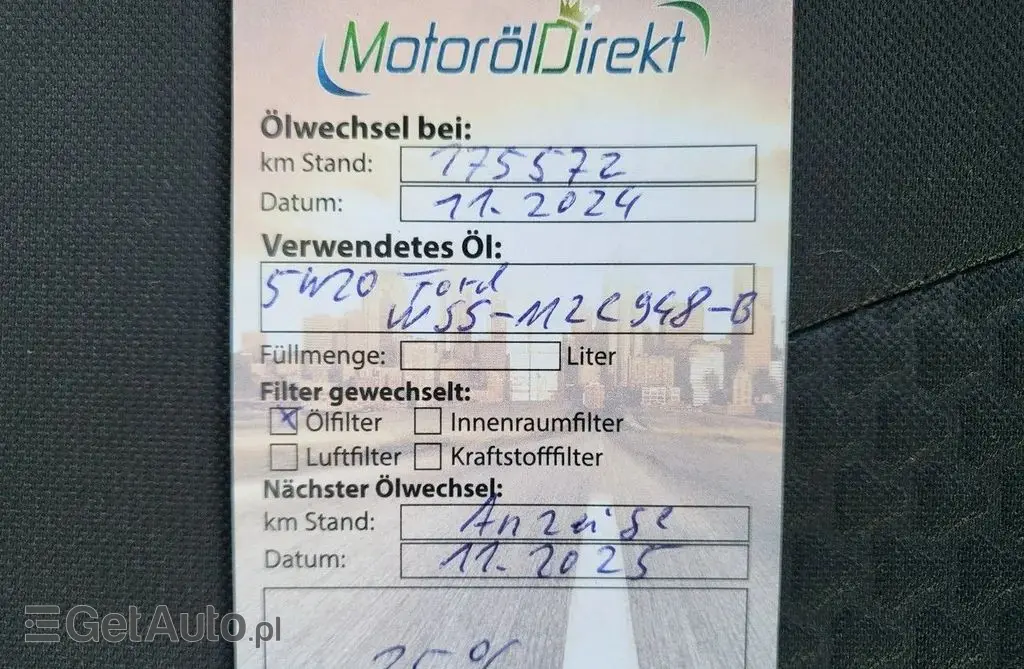 MotorölDirekt
Ölwechsel bei:
km Stand: 175572
Datum: 11.2024
Verwendetes Öl:
5W20 Ford
WSS-M2C948-B
Füllmenge: Liter
Filter gewechselt:
Ölfilter Innenraumfilter
Luftfilter Kraftstofffilter
Nächster Ölwechsel:
km Stand: Anzeige
Datum: 11.2025
GetAuto.pl